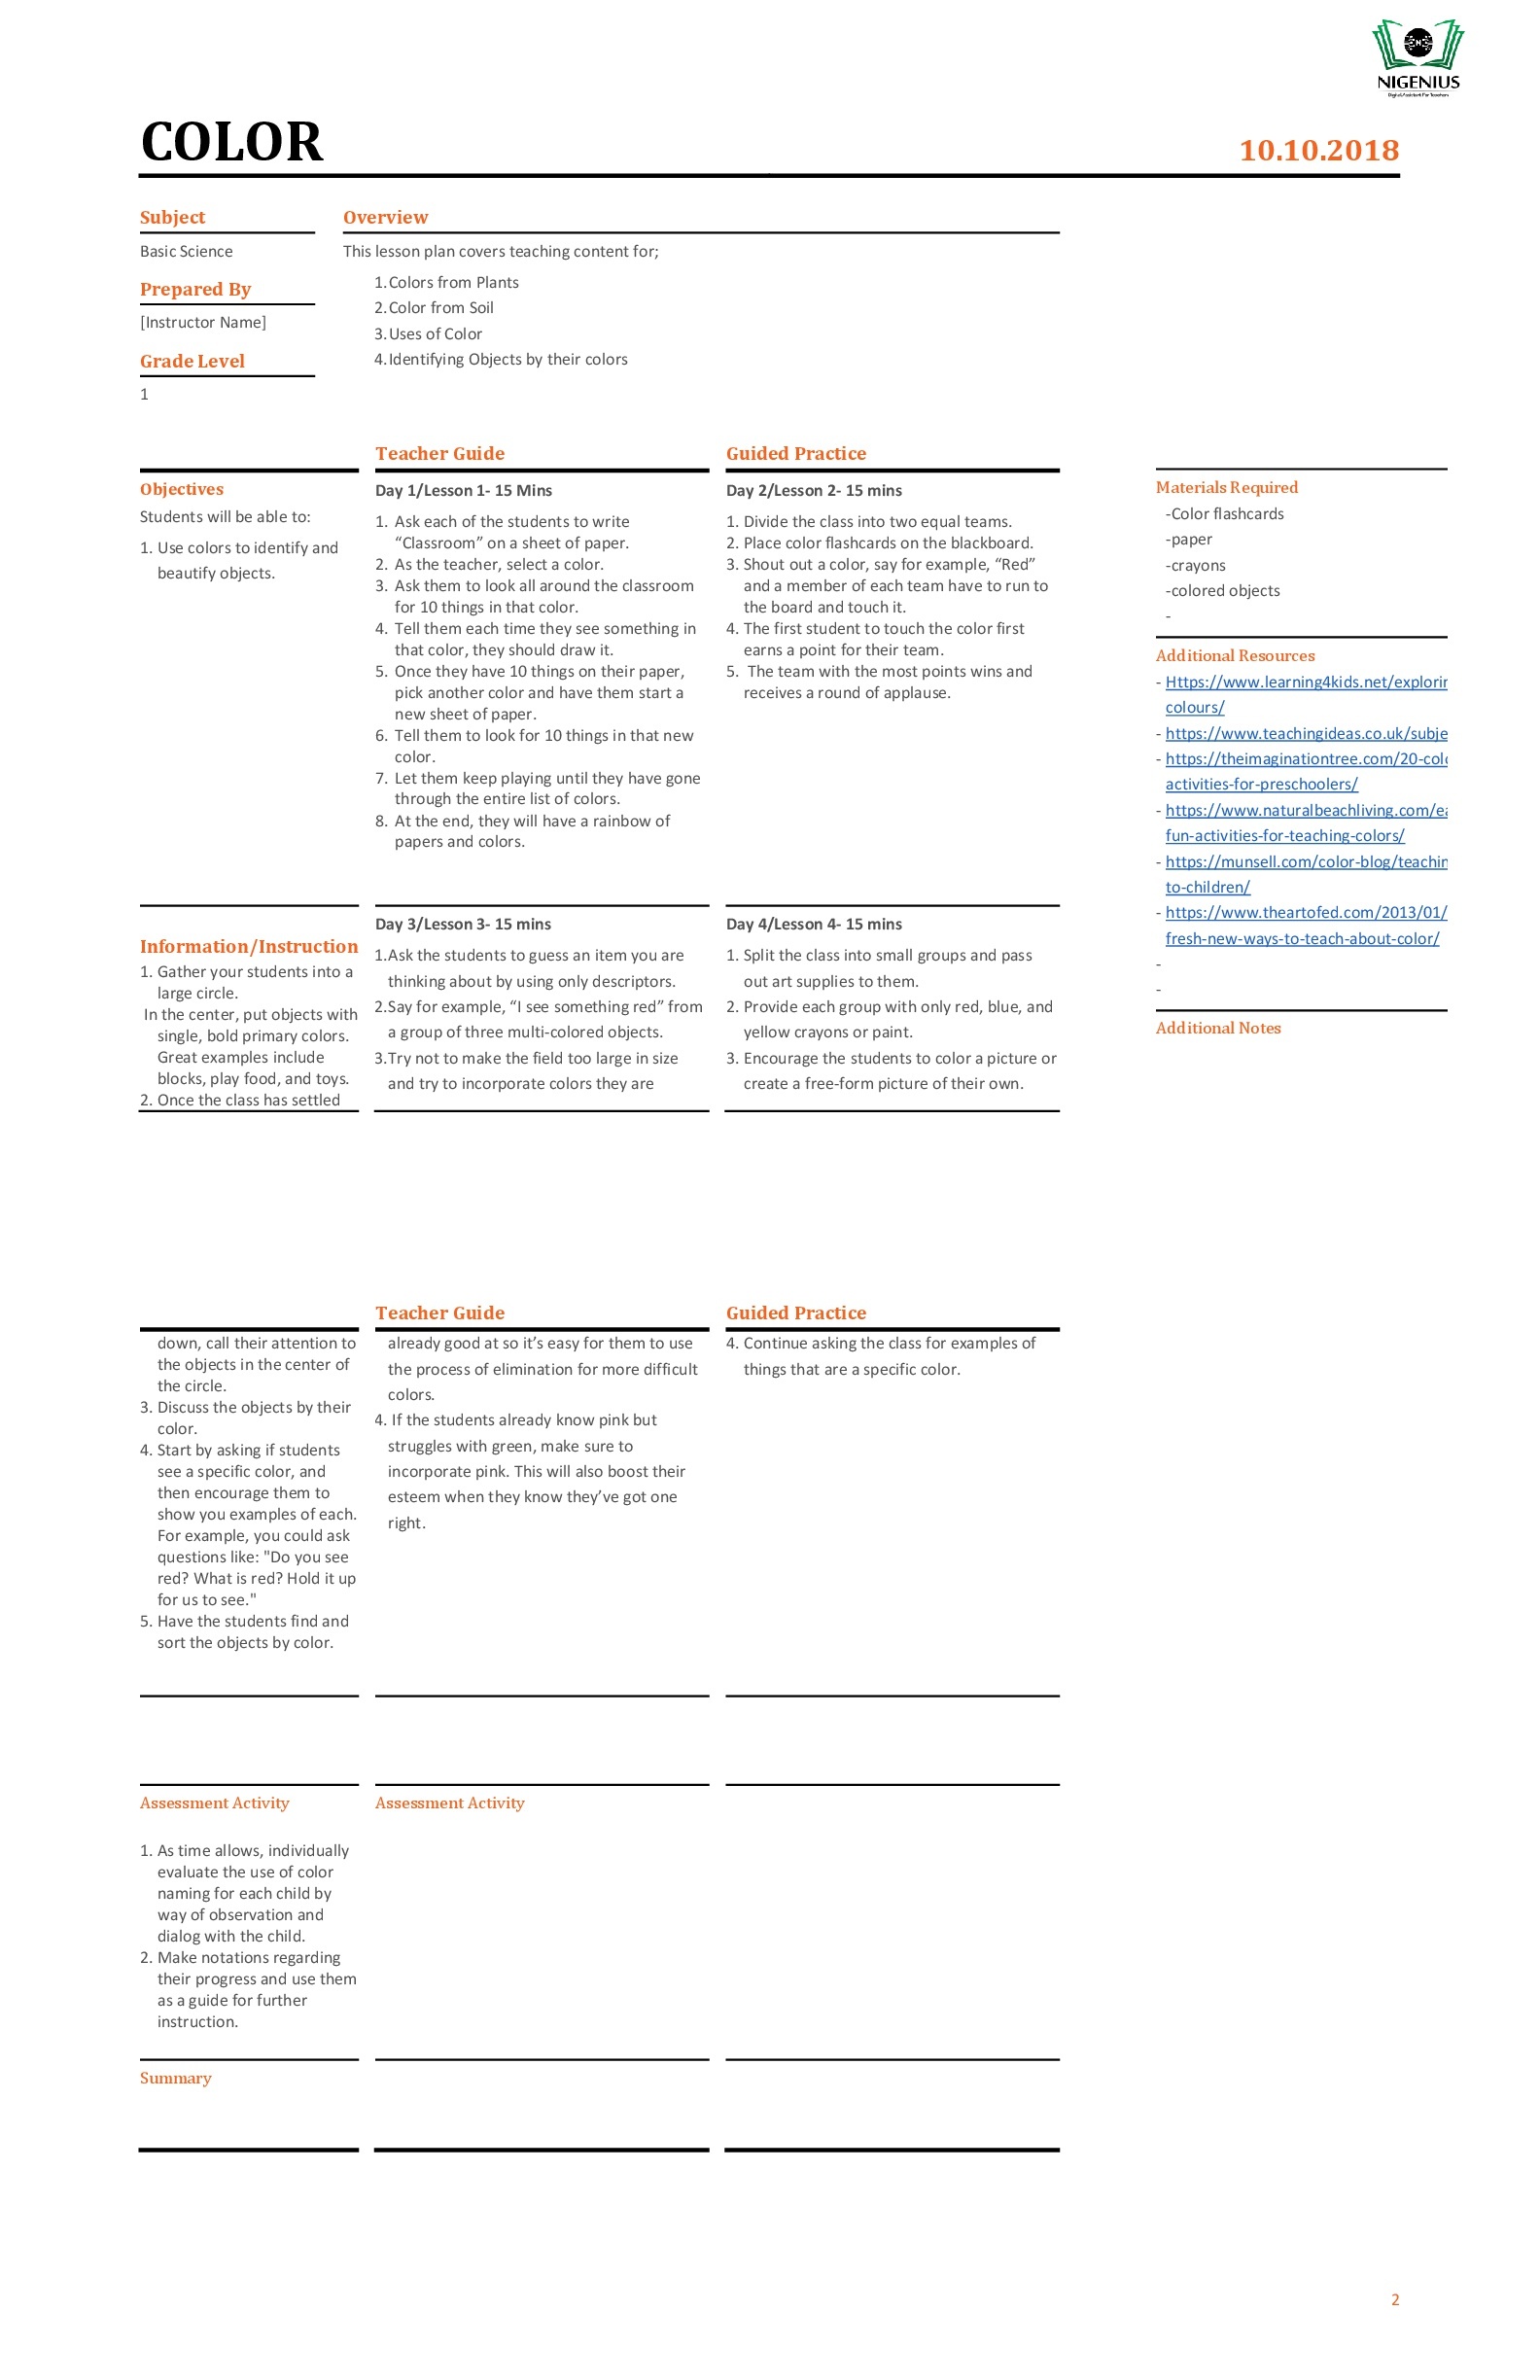 NIGENIUS
Digital Assistant For Teachers
COLOR
10.10.2018
Subject
Basic Science
Prepared By
[Instructor Name]
Grade Level
1
Overview
This lesson plan covers teaching content for;
1.Colors from Plants
2.Color from Soil
3.Uses of Color
4.Identifying Objects by their colors
Objectives
Students will be able to:
1. Use colors to identify and
beautify objects.
Teacher Guide
Day 1/Lesson 1- 15 Mins
1. Ask each of the students to write
“Classroom” on a sheet of paper.
2. As the teacher, select a color.
3. Ask them to look all around the classroom
for 10 things in that color.
4. Tell them each time they see something in
that color, they should draw it.
5. Once they have 10 things on their paper,
pick another color and have them start a
new sheet of paper.
6. Tell them to look for 10 things in that new
color.
7. Let them keep playing until they have gone
through the entire list of colors.
8. At the end, they will have a rainbow of
papers and colors.
Guided Practice
Day 2/Lesson 2- 15 mins
1. Divide the class into two equal teams.
2. Place color flashcards on the blackboard.
3. Shout out a color, say for example, “Red”
and a member of each team have to run to
the board and touch it.
4. The first student to touch the color first
earns a point for their team.
5. The team with the most points wins and
receives a round of applause.
Materials Required
-Color flashcards
-paper
-crayons
-colored objects
-
Additional Resources
- Https://www.learning4kids.net/explorin
colours/
- https://www.teachingideas.co.uk/subje
- https://theimaginationtree.com/20-colo
activities-for-preschoolers/
- https://www.naturalbeachliving.com/ea
fun-activities-for-teaching-colors/
- https://munsell.com/color-blog/teachin
to-children/
- https://www.theartofed.com/2013/01/
fresh-new-ways-to-teach-about-color/
-
-
Additional Notes
Information/Instruction
1. Gather your students into a
large circle.
In the center, put objects with
single, bold primary colors.
Great examples include
blocks, play food, and toys.
2. Once the class has settled
Day 3/Lesson 3- 15 mins
1.Ask the students to guess an item you are
thinking about by using only descriptors.
2.Say for example, “I see something red” from
a group of three multi-colored objects.
3.Try not to make the field too large in size
and try to incorporate colors they are
Day 4/Lesson 4- 15 mins
1. Split the class into small groups and pass
out art supplies to them.
2. Provide each group with only red, blue, and
yellow crayons or paint.
3. Encourage the students to color a picture or
create a free-form picture of their own.
down, call their attention to
the objects in the center of
the circle.
3. Discuss the objects by their
color.
4. Start by asking if students
see a specific color, and
then encourage them to
show you examples of each.
For example, you could ask
questions like: "Do you see
red? What is red? Hold it up
for us to see."
5. Have the students find and
sort the objects by color.
Teacher Guide
already good at so it’s easy for them to use
the process of elimination for more difficult
colors.
4. If the students already know pink but
struggles with green, make sure to
incorporate pink. This will also boost their
esteem when they know they’ve got one
right.
Guided Practice
4. Continue asking the class for examples of
things that are a specific color.
Assessment Activity
1. As time allows, individually
evaluate the use of color
naming for each child by
way of observation and
dialog with the child.
2. Make notations regarding
their progress and use them
as a guide for further
instruction.
Assessment Activity
Summary
2